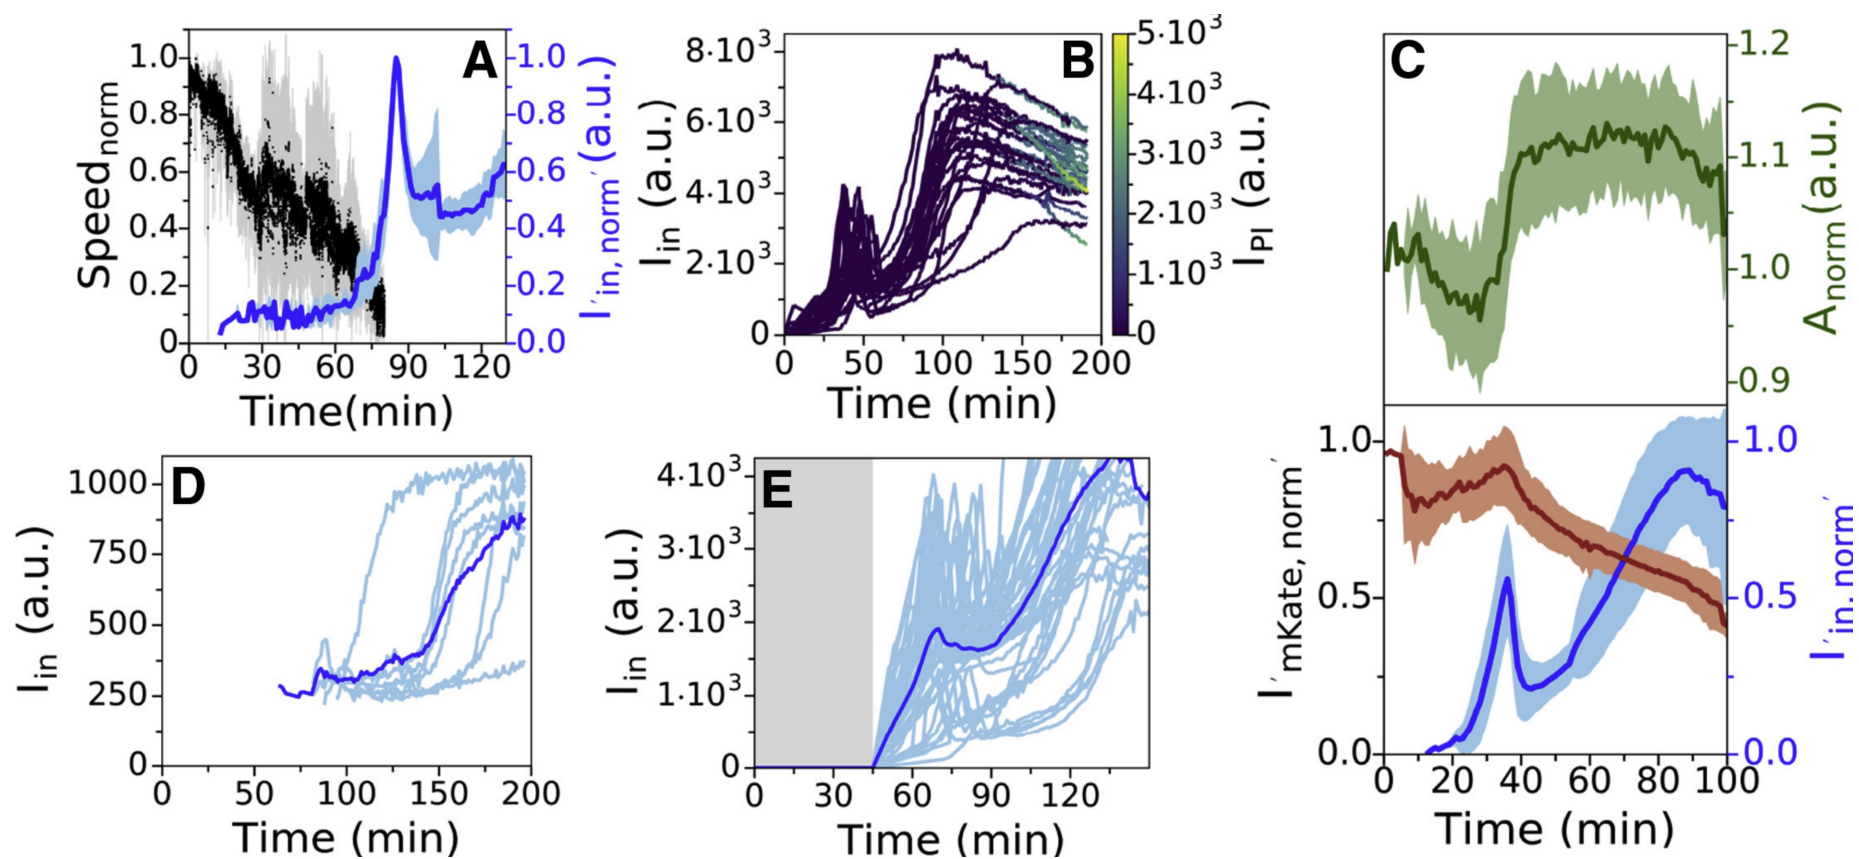 A
Speed_norm
1.0
0.8
0.6
0.4
0.2
0
1.0
0.8
0.6
0.4
0.2
0.0
I′_in, norm′ (a.u.)
0 30 60 90 120
Time(min)
B
I_in (a.u.)
8·10³
6·10³
4·10³
2·10³
0
5·10³
4·10³
3·10³
2·10³
1·10³
0
I_PI (a.u.)
0 50 100 150 200
Time (min)
C
1.2
1.1
1.0
0.9
A_norm (a.u.)
I′_mKate, norm′
1.0
0.5
0.0
1.0
0.5
0.0
I′_in, norm′
0 20 40 60 80 100
Time (min)
D
I_in (a.u.)
1000
750
500
250
0
0 50 100 150 200
Time (min)
E
I_in (a.u.)
4·10³
3·10³
2·10³
1·10³
0
0 30 60 90 120
Time (min)